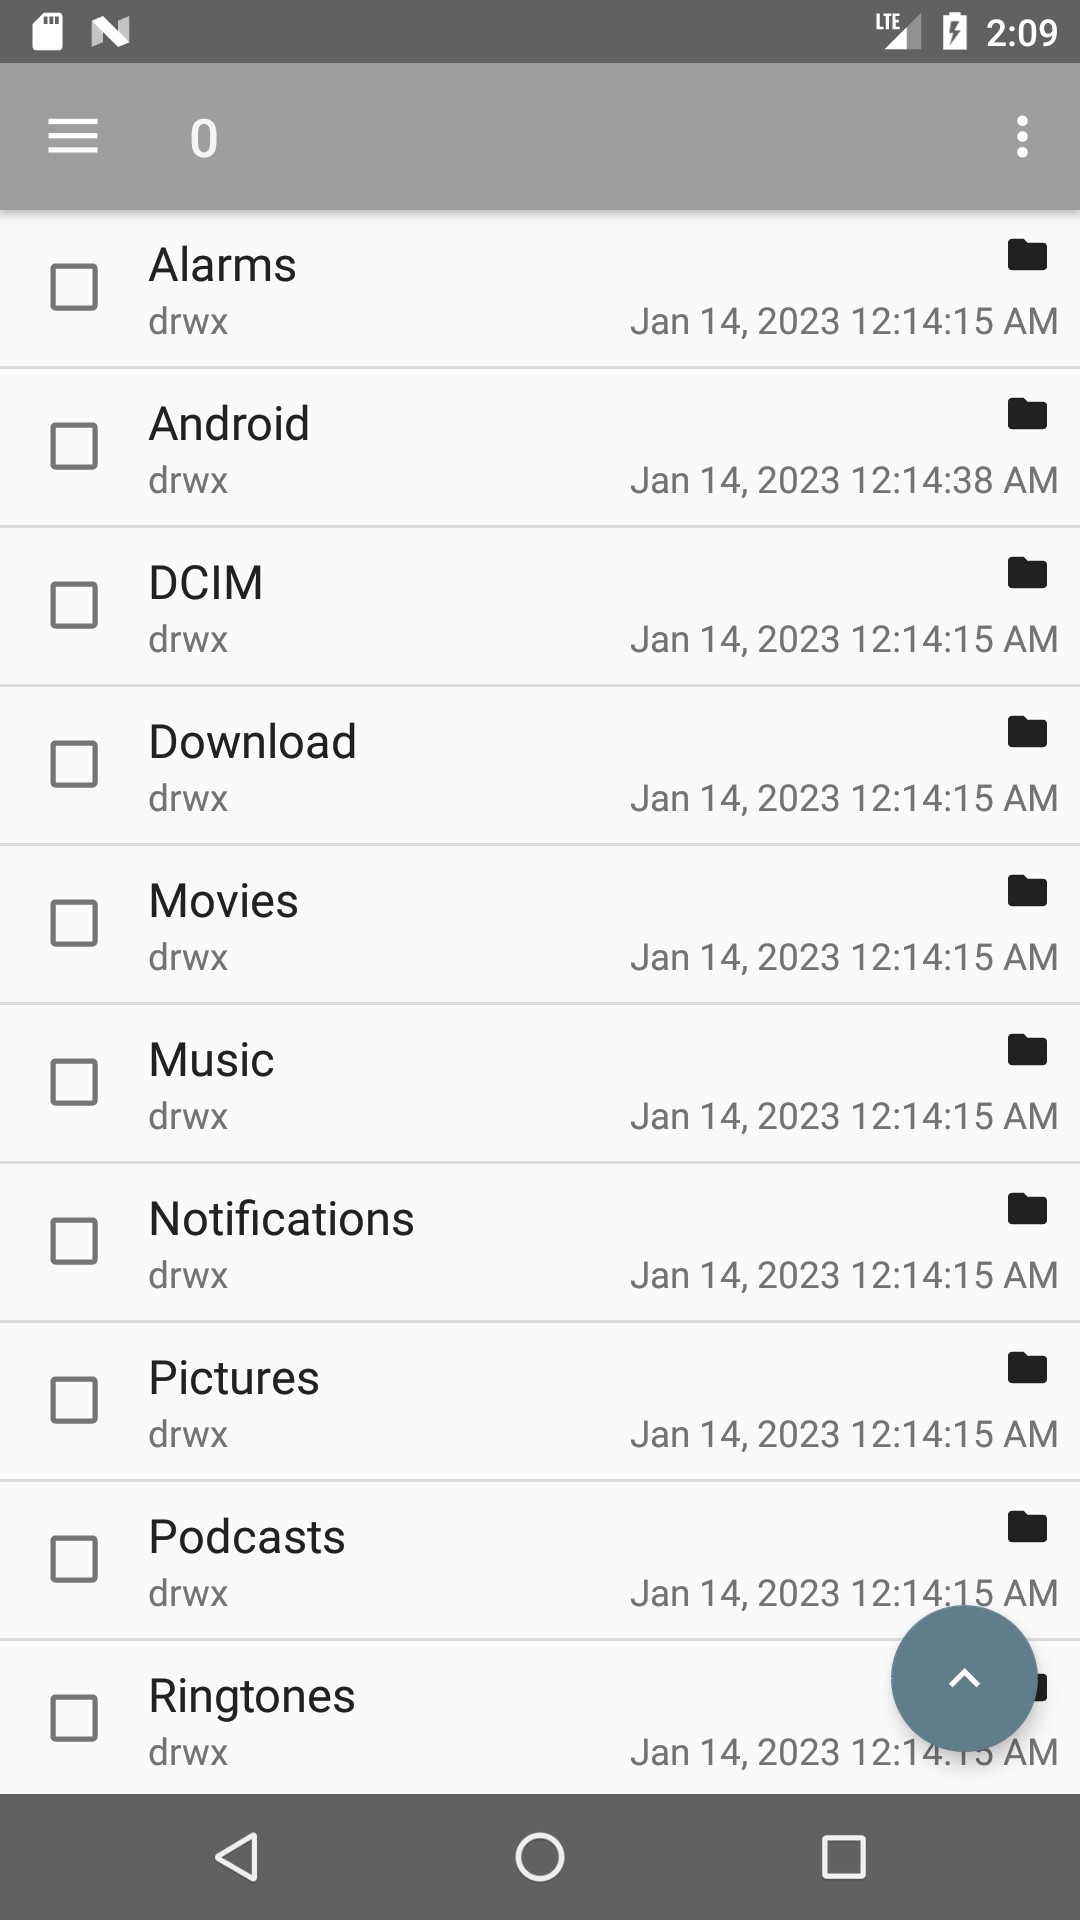 LTE 2:09
0
Alarms
drwx Jan 14, 2023 12:14:15 AM
Android
drwx Jan 14, 2023 12:14:38 AM
DCIM
drwx Jan 14, 2023 12:14:15 AM
Download
drwx Jan 14, 2023 12:14:15 AM
Movies
drwx Jan 14, 2023 12:14:15 AM
Music
drwx Jan 14, 2023 12:14:15 AM
Notifications
drwx Jan 14, 2023 12:14:15 AM
Pictures
drwx Jan 14, 2023 12:14:15 AM
Podcasts
drwx Jan 14, 2023 12:14:15 AM
Ringtones
drwx Jan 14, 2023 12:14:15 AM